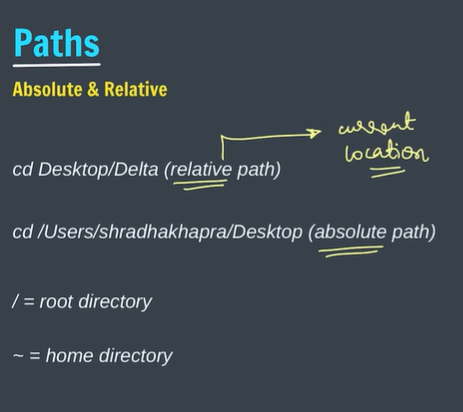 Paths
Absolute & Relative
current
location
cd Desktop/Delta (relative path)
cd /Users/shradhakhapra/Desktop (absolute path)
/ = root directory
~ = home directory